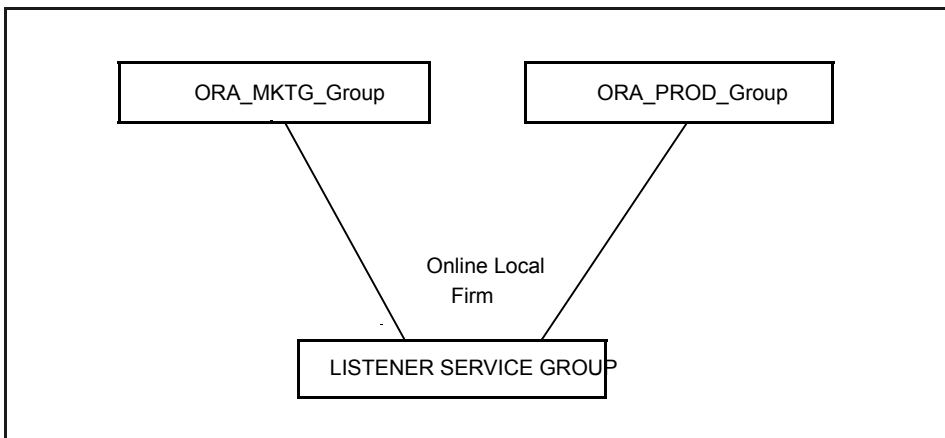 ORA_MKTG_Group
ORA_PROD_Group
Online Local
Firm
LISTENER SERVICE GROUP